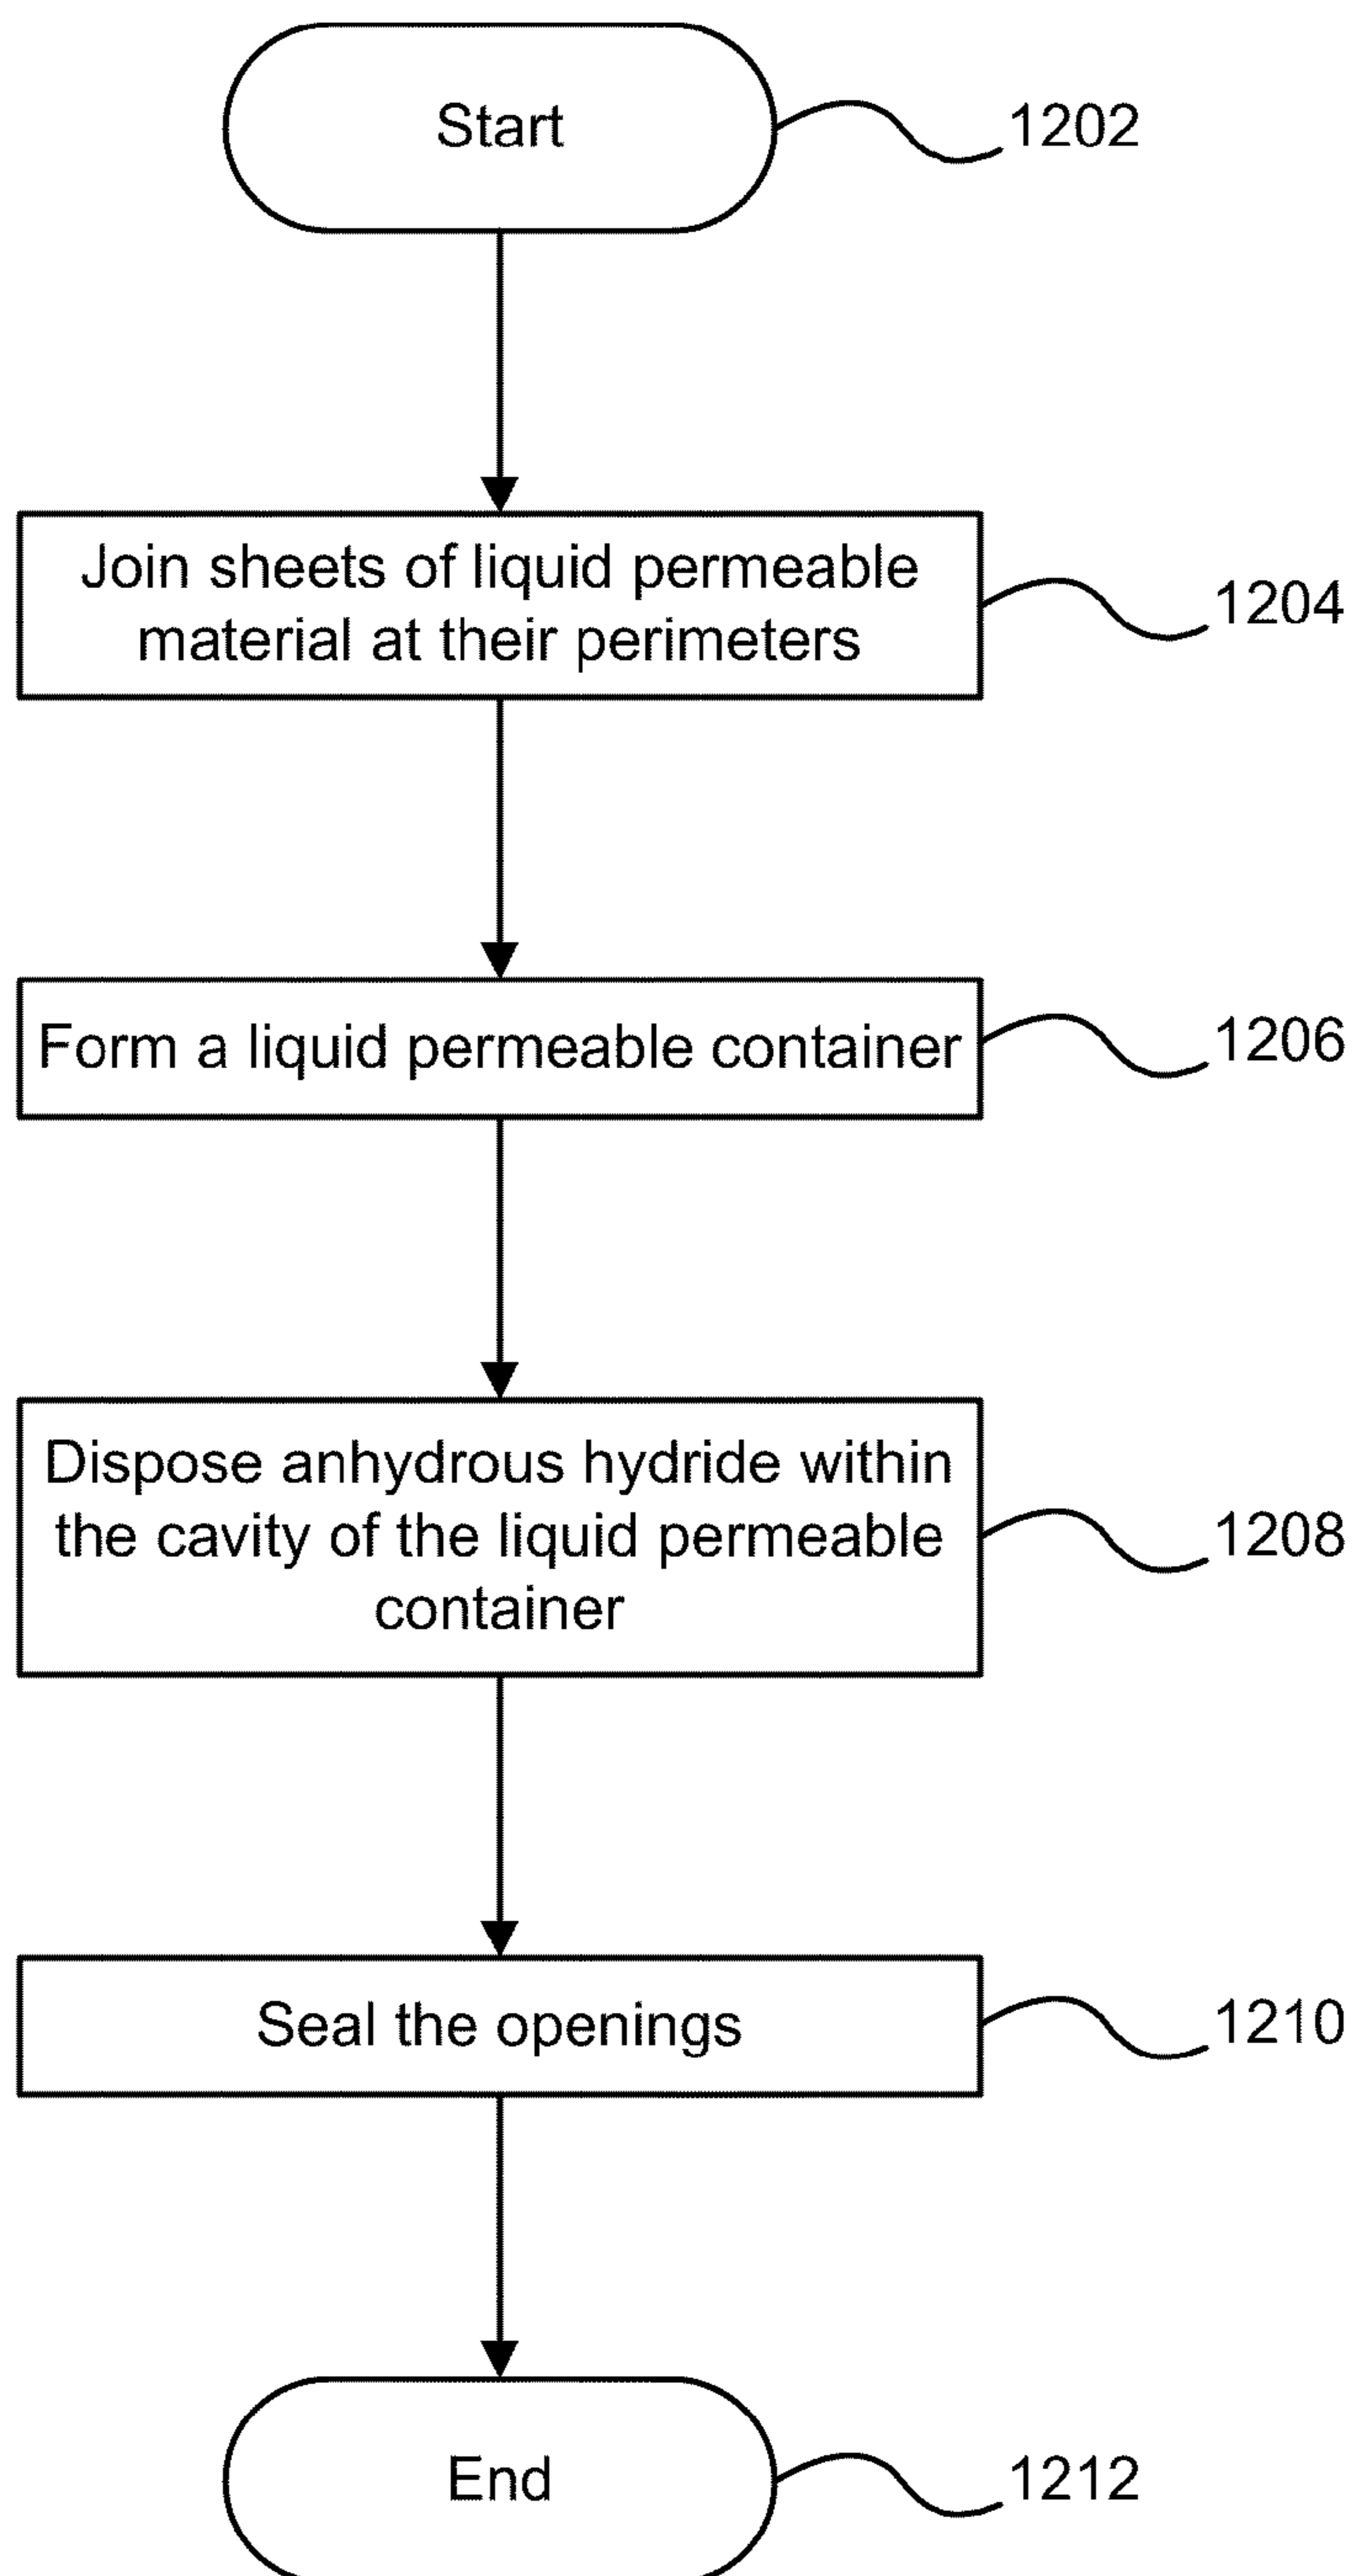 Start
1202
Join sheets of liquid permeable
material at their perimeters
1204
Form a liquid permeable container
1206
Dispose anhydrous hydride within
the cavity of the liquid permeable
container
1208
Seal the openings
1210
End
1212